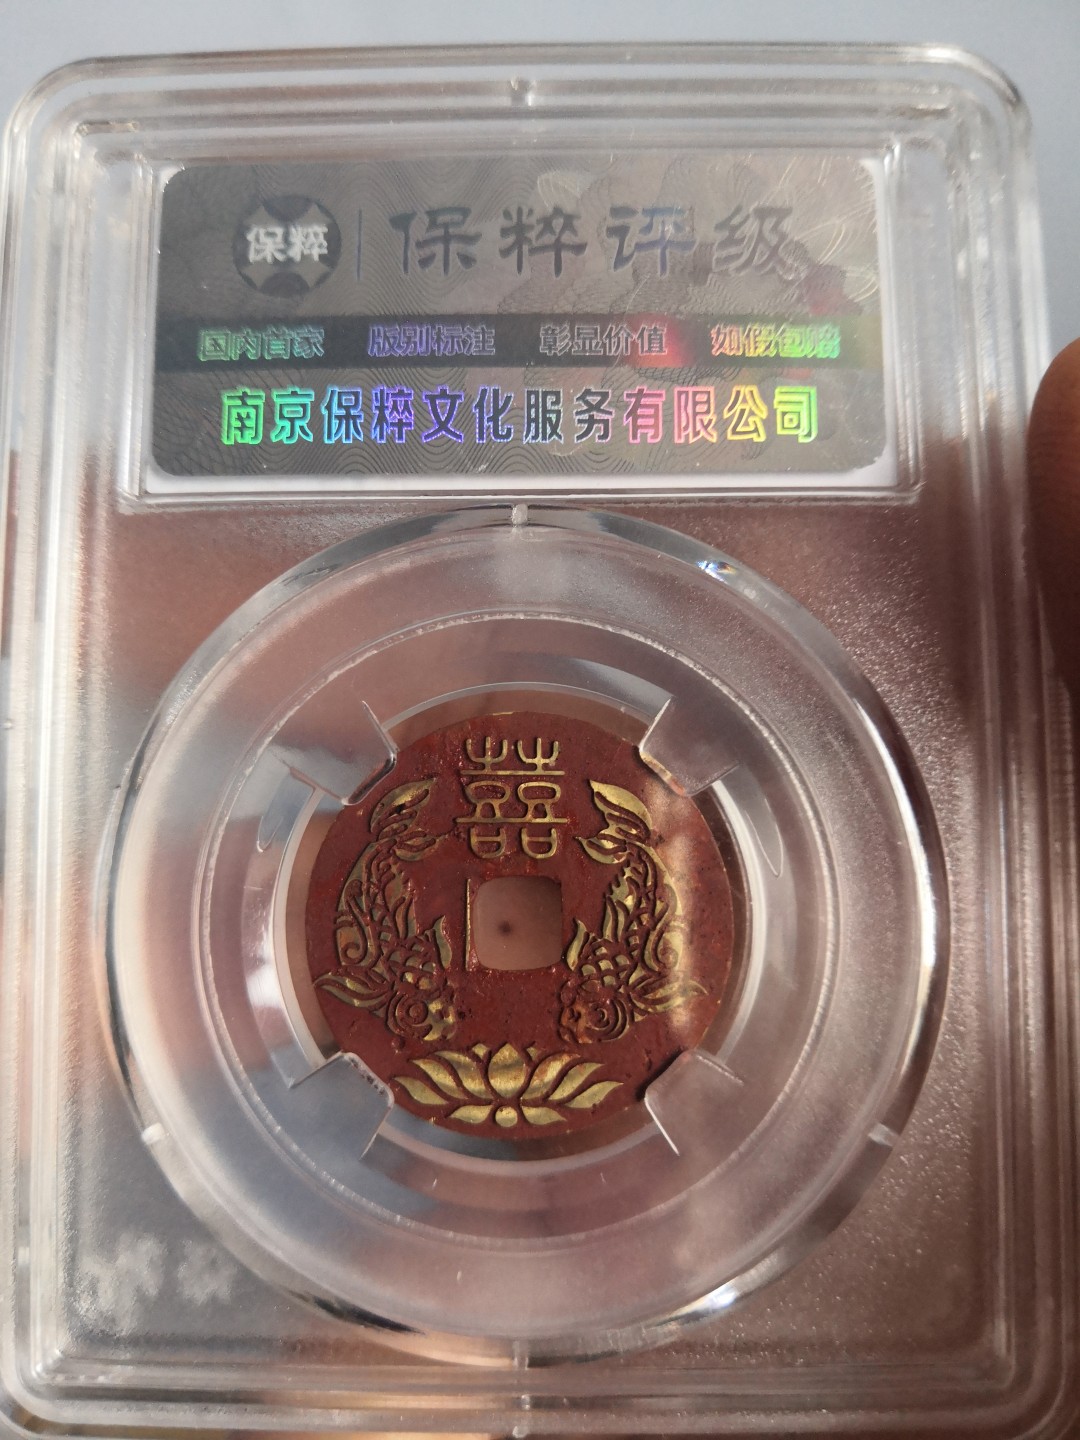 保粹 保粹评级
国内首家 版别标注 彰显价值 如假包赔
南京保粹文化服务有限公司
囍